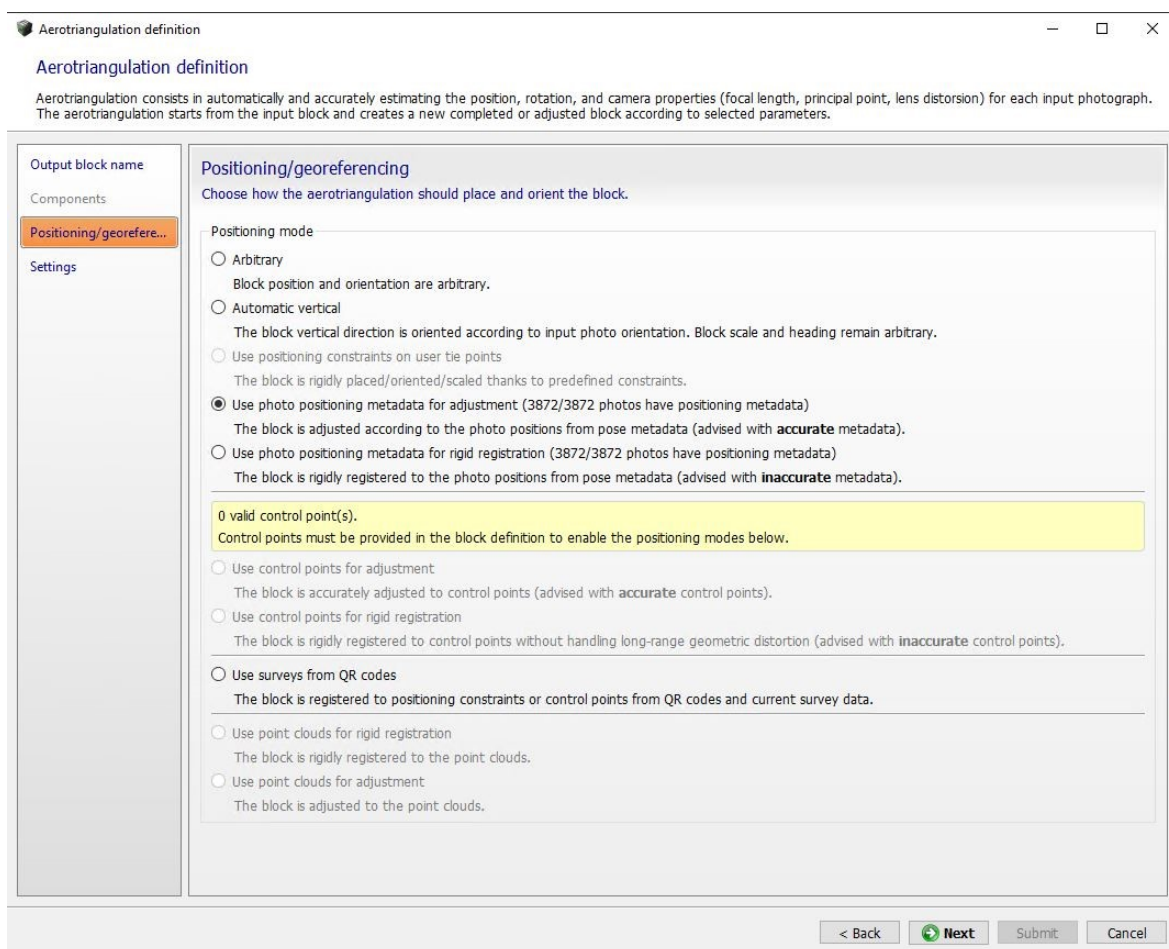 Aerotriangulation definition
Aerotriangulation definition
Aerotriangulation consists in automatically and accurately estimating the position, rotation, and camera properties (focal length, principal point, lens distorsion) for each input photograph.
The aerotriangulation starts from the input block and creates a new completed or adjusted block according to selected parameters.
Output block name
Components
Positioning/georefere...
Settings
Positioning/georeferencing
Choose how the aerotriangulation should place and orient the block.
Positioning mode
Arbitrary
Block position and orientation are arbitrary.
Automatic vertical
The block vertical direction is oriented according to input photo orientation. Block scale and heading remain arbitrary.
Use positioning constraints on user tie points
The block is rigidly placed/oriented/scaled thanks to predefined constraints.
Use photo positioning metadata for adjustment (3872/3872 photos have positioning metadata)
The block is adjusted according to the photo positions from pose metadata (advised with accurate metadata).
Use photo positioning metadata for rigid registration (3872/3872 photos have positioning metadata)
The block is rigidly registered to the photo positions from pose metadata (advised with inaccurate metadata).
0 valid control point(s).
Control points must be provided in the block definition to enable the positioning modes below.
Use control points for adjustment
The block is accurately adjusted to control points (advised with accurate control points).
Use control points for rigid registration
The block is rigidly registered to control points without handling long-range geometric distortion (advised with inaccurate control points).
Use surveys from QR codes
The block is registered to positioning constraints or control points from QR codes and current survey data.
Use point clouds for rigid registration
The block is rigidly registered to the point clouds.
Use point clouds for adjustment
The block is adjusted to the point clouds.
< Back Next Submit Cancel